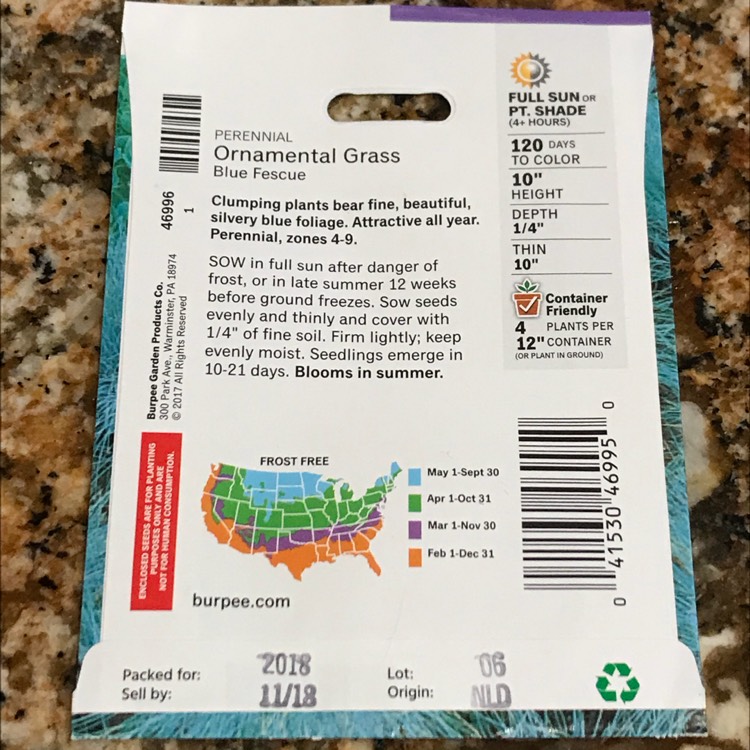 PERENNIAL
Ornamental Grass
Blue Fescue
Clumping plants bear fine, beautiful,
silvery blue foliage. Attractive all year.
Perennial, zones 4-9.
SOW in full sun after danger of
frost, or in late summer 12 weeks
before ground freezes. Sow seeds
evenly and thinly and cover with
1/4" of fine soil. Firm lightly; keep
evenly moist. Seedlings emerge in
10-21 days. Blooms in summer.
FULL SUN OR
PT. SHADE
(4+ HOURS)
120 DAYS
TO COLOR
10"
HEIGHT
DEPTH
1/4"
THIN
10"
Container
Friendly
4 PLANTS PER
12" CONTAINER
(OR PLANT IN GROUND)
46996
1
Burpee Garden Products Co.
300 Park Ave., Warminster, PA 18974
© 2017 All Rights Reserved
ENCLOSED SEEDS ARE FOR PLANTING
PURPOSES ONLY AND ARE
NOT FOR HUMAN CONSUMPTION.
FROST FREE
May 1-Sept 30
Apr 1-Oct 31
Mar 1-Nov 30
Feb 1-Dec 31
burpee.com
0 41530 46995 0
Packed for: 2018
Sell by: 11/18
Lot: 06
Origin: NLD